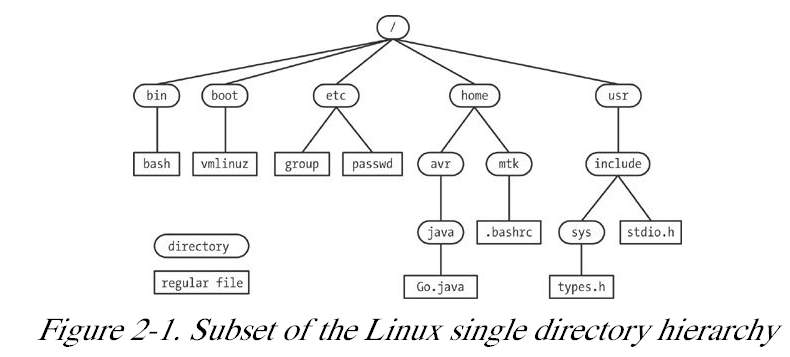 /
bin boot etc home usr
bash vmlinuz group passwd avr mtk include
directory java .bashrc sys stdio.h
regular file Go.java types.h
Figure 2-1. Subset of the Linux single directory hierarchy